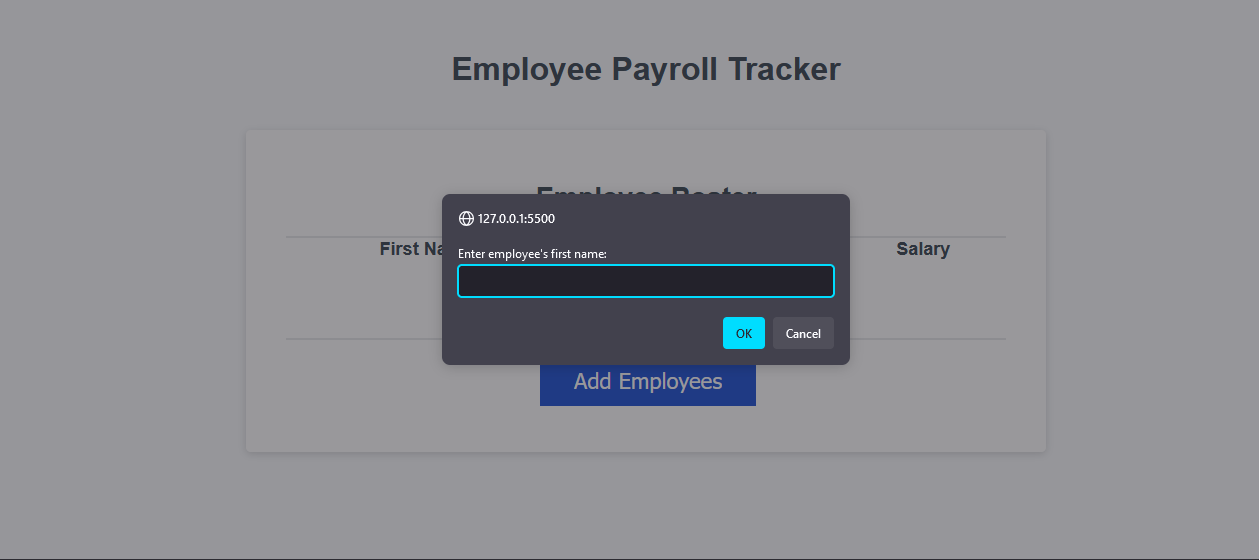 Employee Payroll Tracker
Employee Roster
127.0.0.1:5500
First Na
Salary
Enter employee's first name:
OK
Cancel
Add Employees